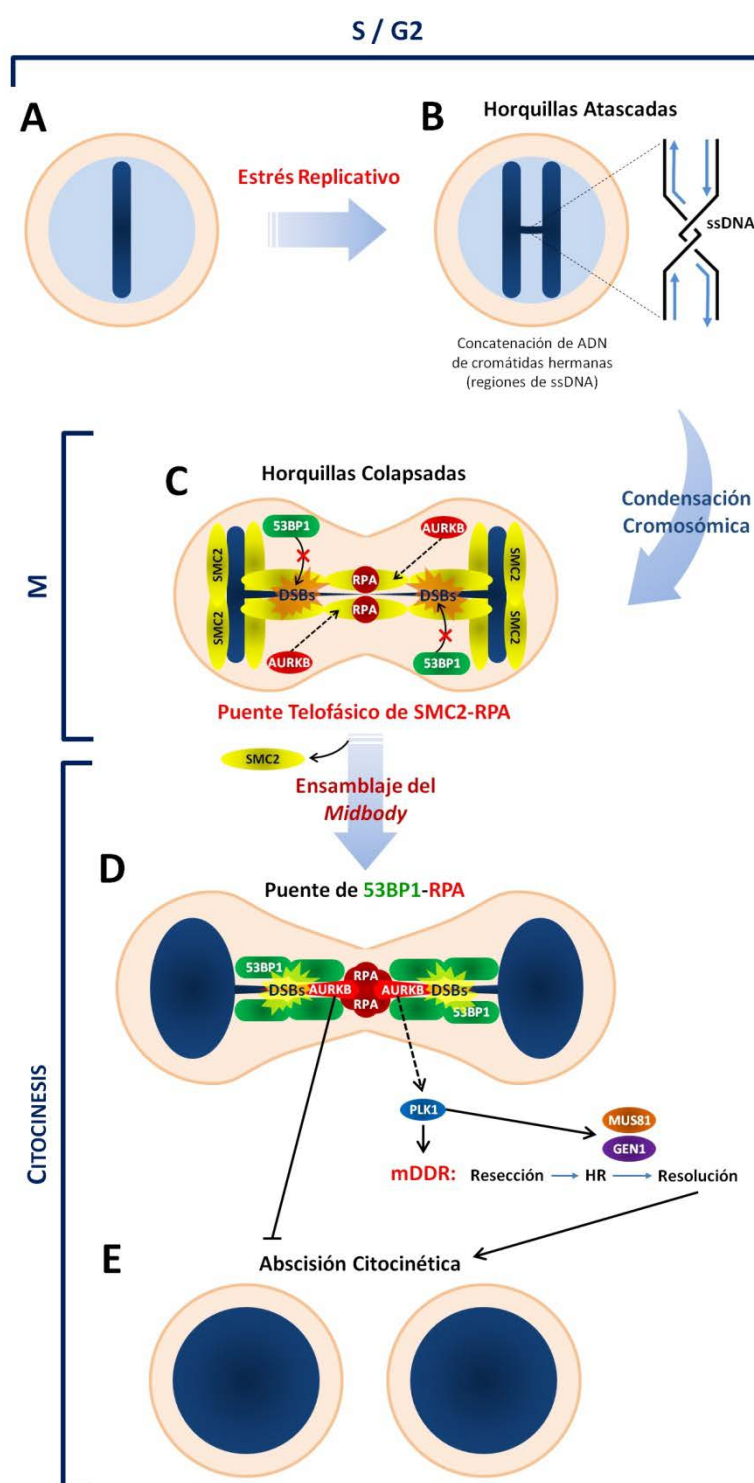 S / G2
A
B
Horquillas Atascadas
Estrés Replicativo
ssDNA
Concatenación de ADN
de cromátidas hermanas
(regiones de ssDNA)
M
C
Horquillas Colapsadas
Condensación
Cromosómica
53BP1
AURKB
SMC2
SMC2
RPA
DSBs
DSBs
RPA
SMC2
SMC2
AURKB
53BP1
Puente Telofásico de SMC2-RPA
SMC2
Ensamblaje del
Midbody
CITOCINESIS
D
Puente de 53BP1-RPA
53BP1
RPA
DSBs
AURKB
AURKB
DSBs
RPA
53BP1
PLK1
MUS81
GEN1
mDDR:
Resección
HR
Resolución
E
Abscisión Citocinética